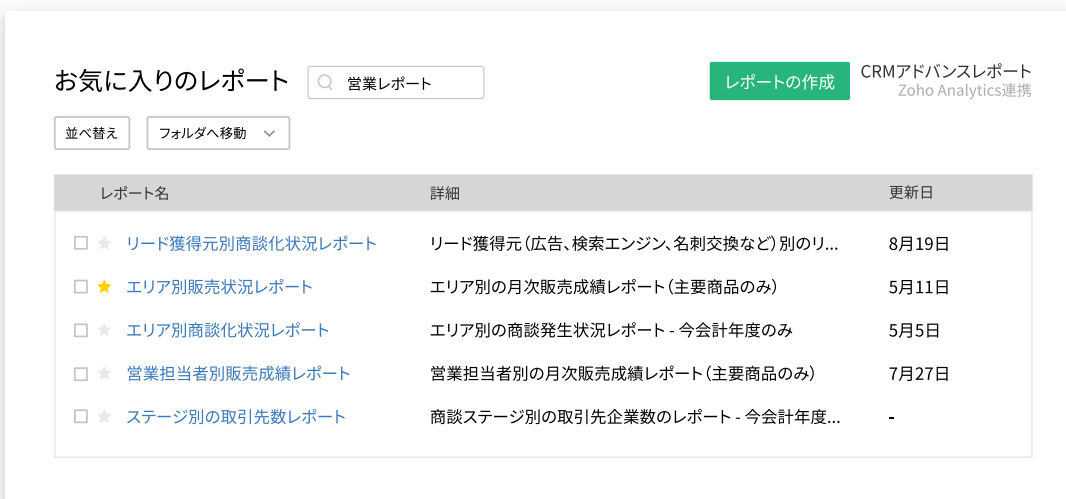 お気に入りのレポート
営業レポート
レポートの作成
CRMアドバンスレポート
Zoho Analytics連携
並べ替え
フォルダへ移動
レポート名 詳細 更新日
リード獲得元別商談化状況レポート リード獲得元（広告、検索エンジン、名刺交換など）別のリ... 8月19日
エリア別販売状況レポート エリア別の月次販売成績レポート（主要商品のみ） 5月11日
エリア別商談化状況レポート エリア別の商談発生状況レポート - 今会計年度のみ 5月5日
営業担当者別販売成績レポート 営業担当者別の月次販売成績レポート（主要商品のみ） 7月27日
ステージ別の取引先数レポート 商談ステージ別の取引先企業数のレポート - 今会計年度... -